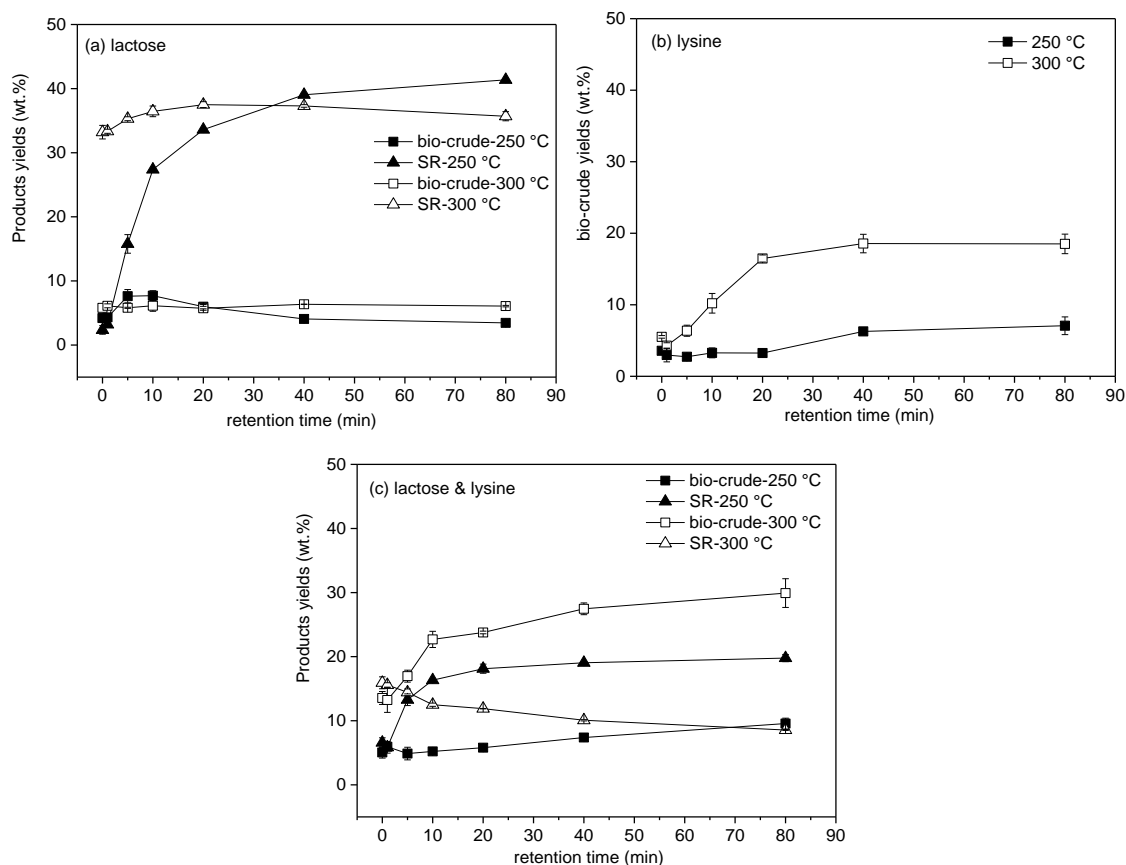 (a) lactose
50
40
30
20
10
0
Products yields (wt.%)
bio-crude-250 °C
SR-250 °C
bio-crude-300 °C
SR-300 °C
0 10 20 30 40 50 60 70 80 90
retention time (min)
(b) lysine
50
40
30
20
10
0
bio-crude yields (wt.%)
250 °C
300 °C
0 10 20 30 40 50 60 70 80 90
retention time (min)
(c) lactose & lysine
50
40
30
20
10
0
Products yields (wt.%)
bio-crude-250 °C
SR-250 °C
bio-crude-300 °C
SR-300 °C
0 10 20 30 40 50 60 70 80 90
retention time (min)